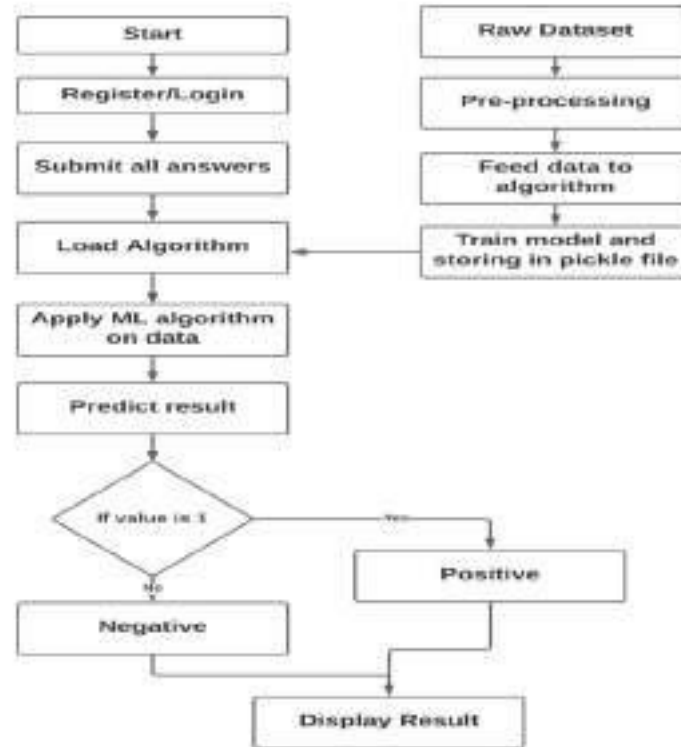 Start
Register/Login
Submit all answers
Load Algorithm
Apply ML algorithm
on data
Predict result
If value is 1
Yes
No
Negative
Positive
Display Result
Raw Dataset
Pre-processing
Feed data to
algorithm
Train model and
storing in pickle file